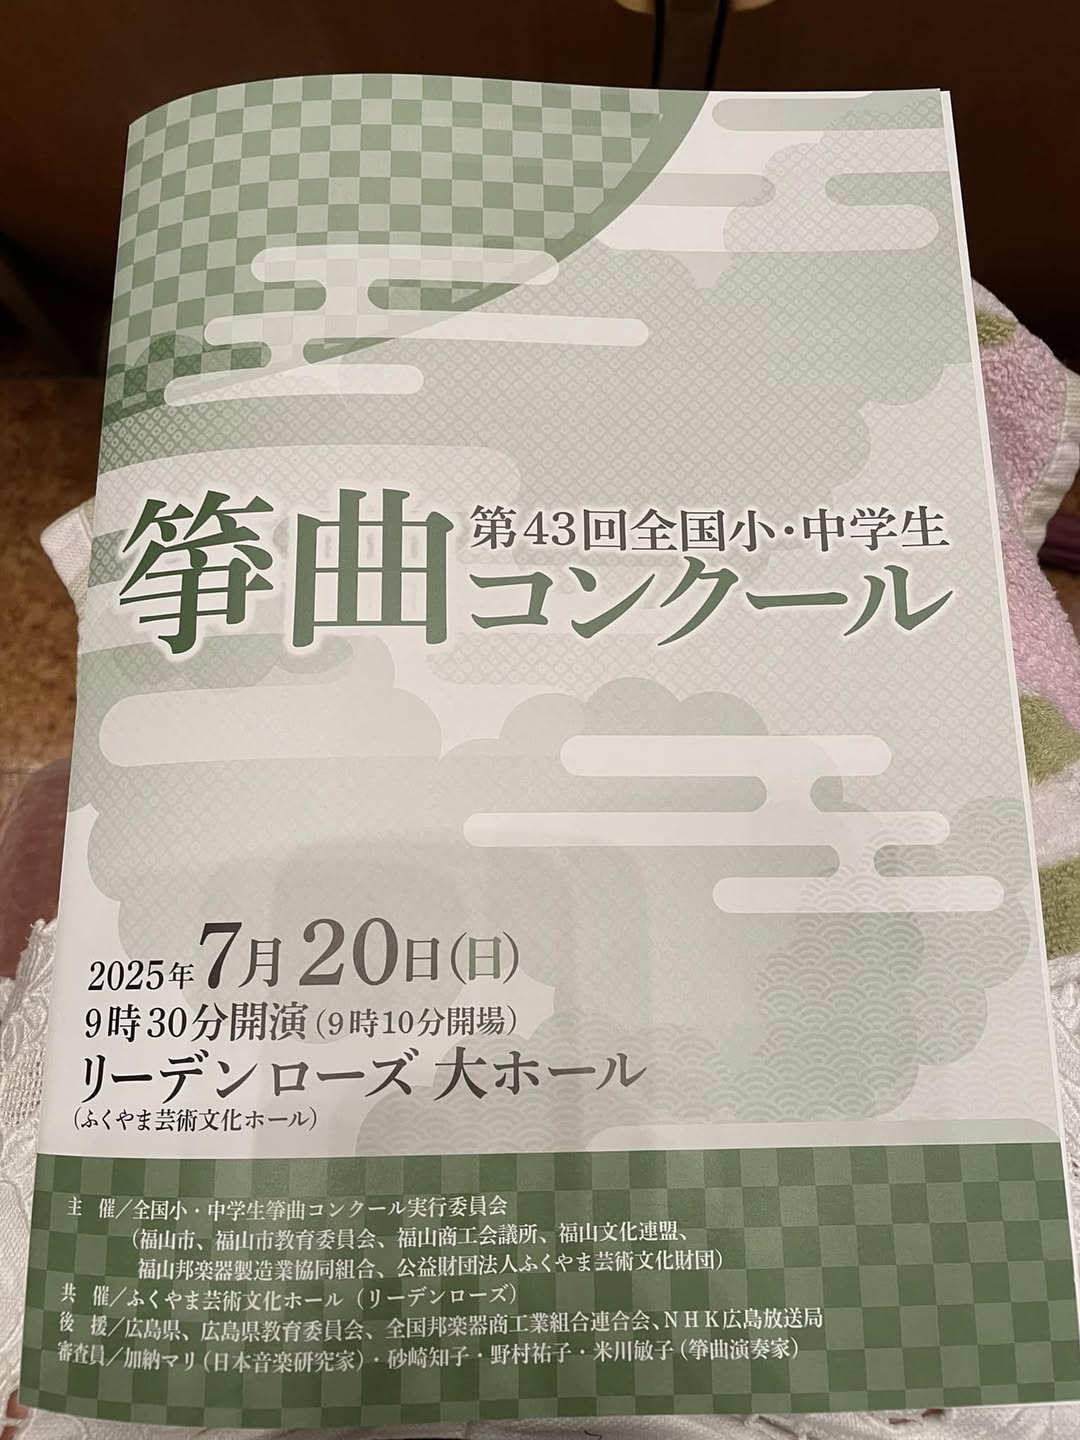 箏曲
第43回全国小・中学生
コンクール
2025年7月20日(日)
9時30分開演(9時10分開場)
リーデンローズ 大ホール
(ふくやま芸術文化ホール)
主 催/全国小・中学生箏曲コンクール実行委員会
(福山市、福山市教育委員会、福山商工会議所、福山文化連盟、
福山邦楽器製造業協同組合、公益財団法人ふくやま芸術文化財団)
共 催/ふくやま芸術文化ホール(リーデンローズ)
後 援/広島県、広島県教育委員会、全国邦楽器商工業組合連合会、NHK広島放送局
審査員/加納マリ(日本音楽研究家)・砂崎知子・野村祐子・米川敏子(箏曲演奏家)